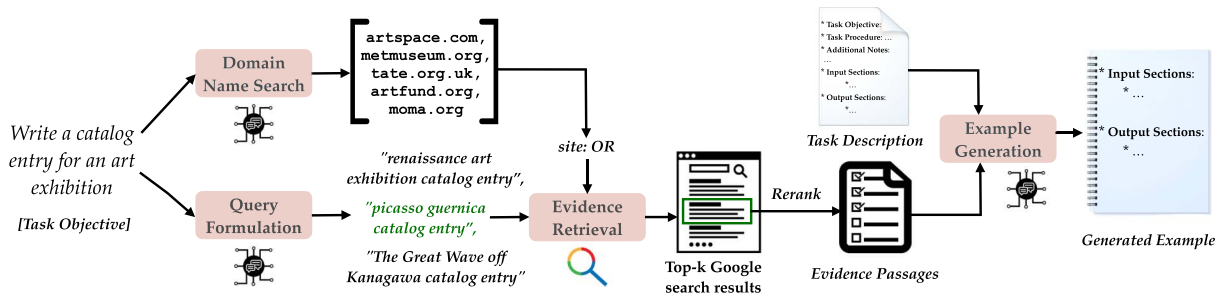 Write a catalog
entry for an art
exhibition
[Task Objective]
Domain
Name Search
artspace.com,
metmuseum.org,
tate.org.uk,
artfund.org,
moma.org
Query
Formulation
"renaissance art
exhibition catalog entry",
"picasso guernica
catalog entry",
"The Great Wave off
Kanagawa catalog entry"
site: OR
Evidence
Retrieval
Top-k Google
search results
Rerank
Evidence Passages
* Task Objective:
* Task Procedure: ...
* Additional Notes:
...
* Input Sections:
* ...
* Output Sections:
* ...
Task Description
Example
Generation
* Input Sections:
* ...
* Output Sections:
* ...
Generated Example